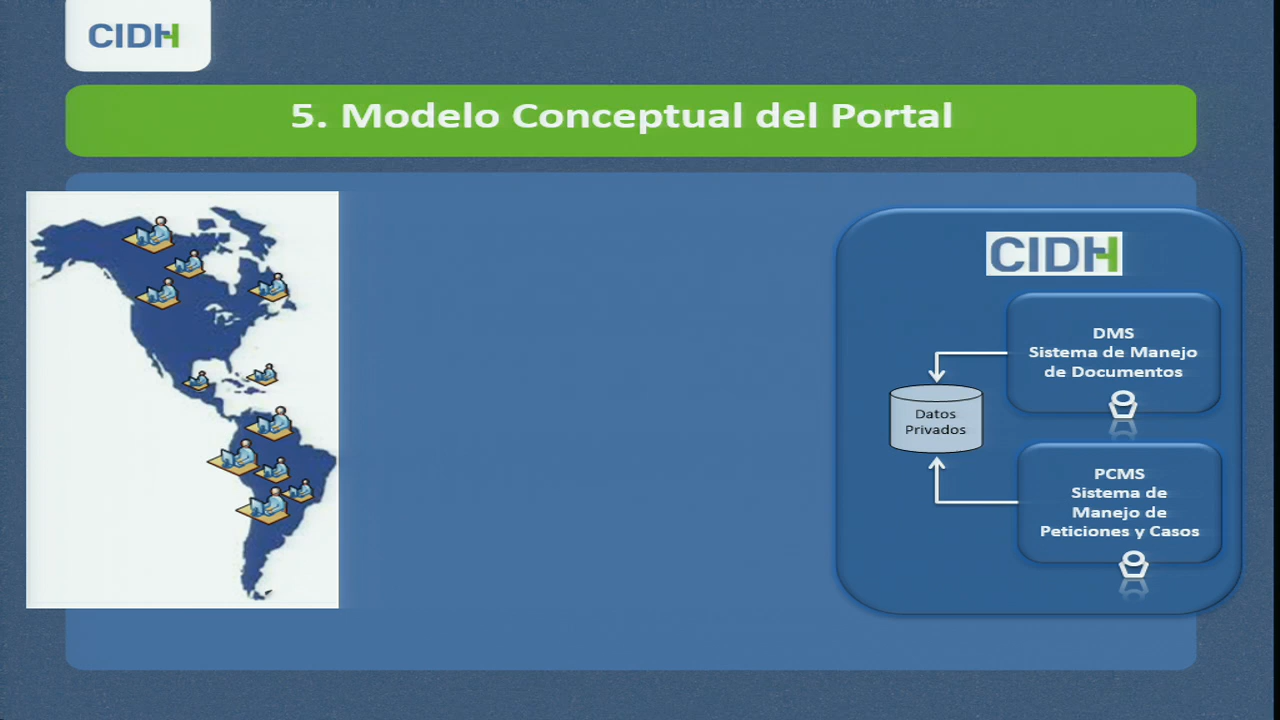 CIDH
5. Modelo Conceptual del Portal
CIDH
DMS
Sistema de Manejo
de Documentos
Datos
Privados
PCMS
Sistema de
Manejo de
Peticiones y Casos